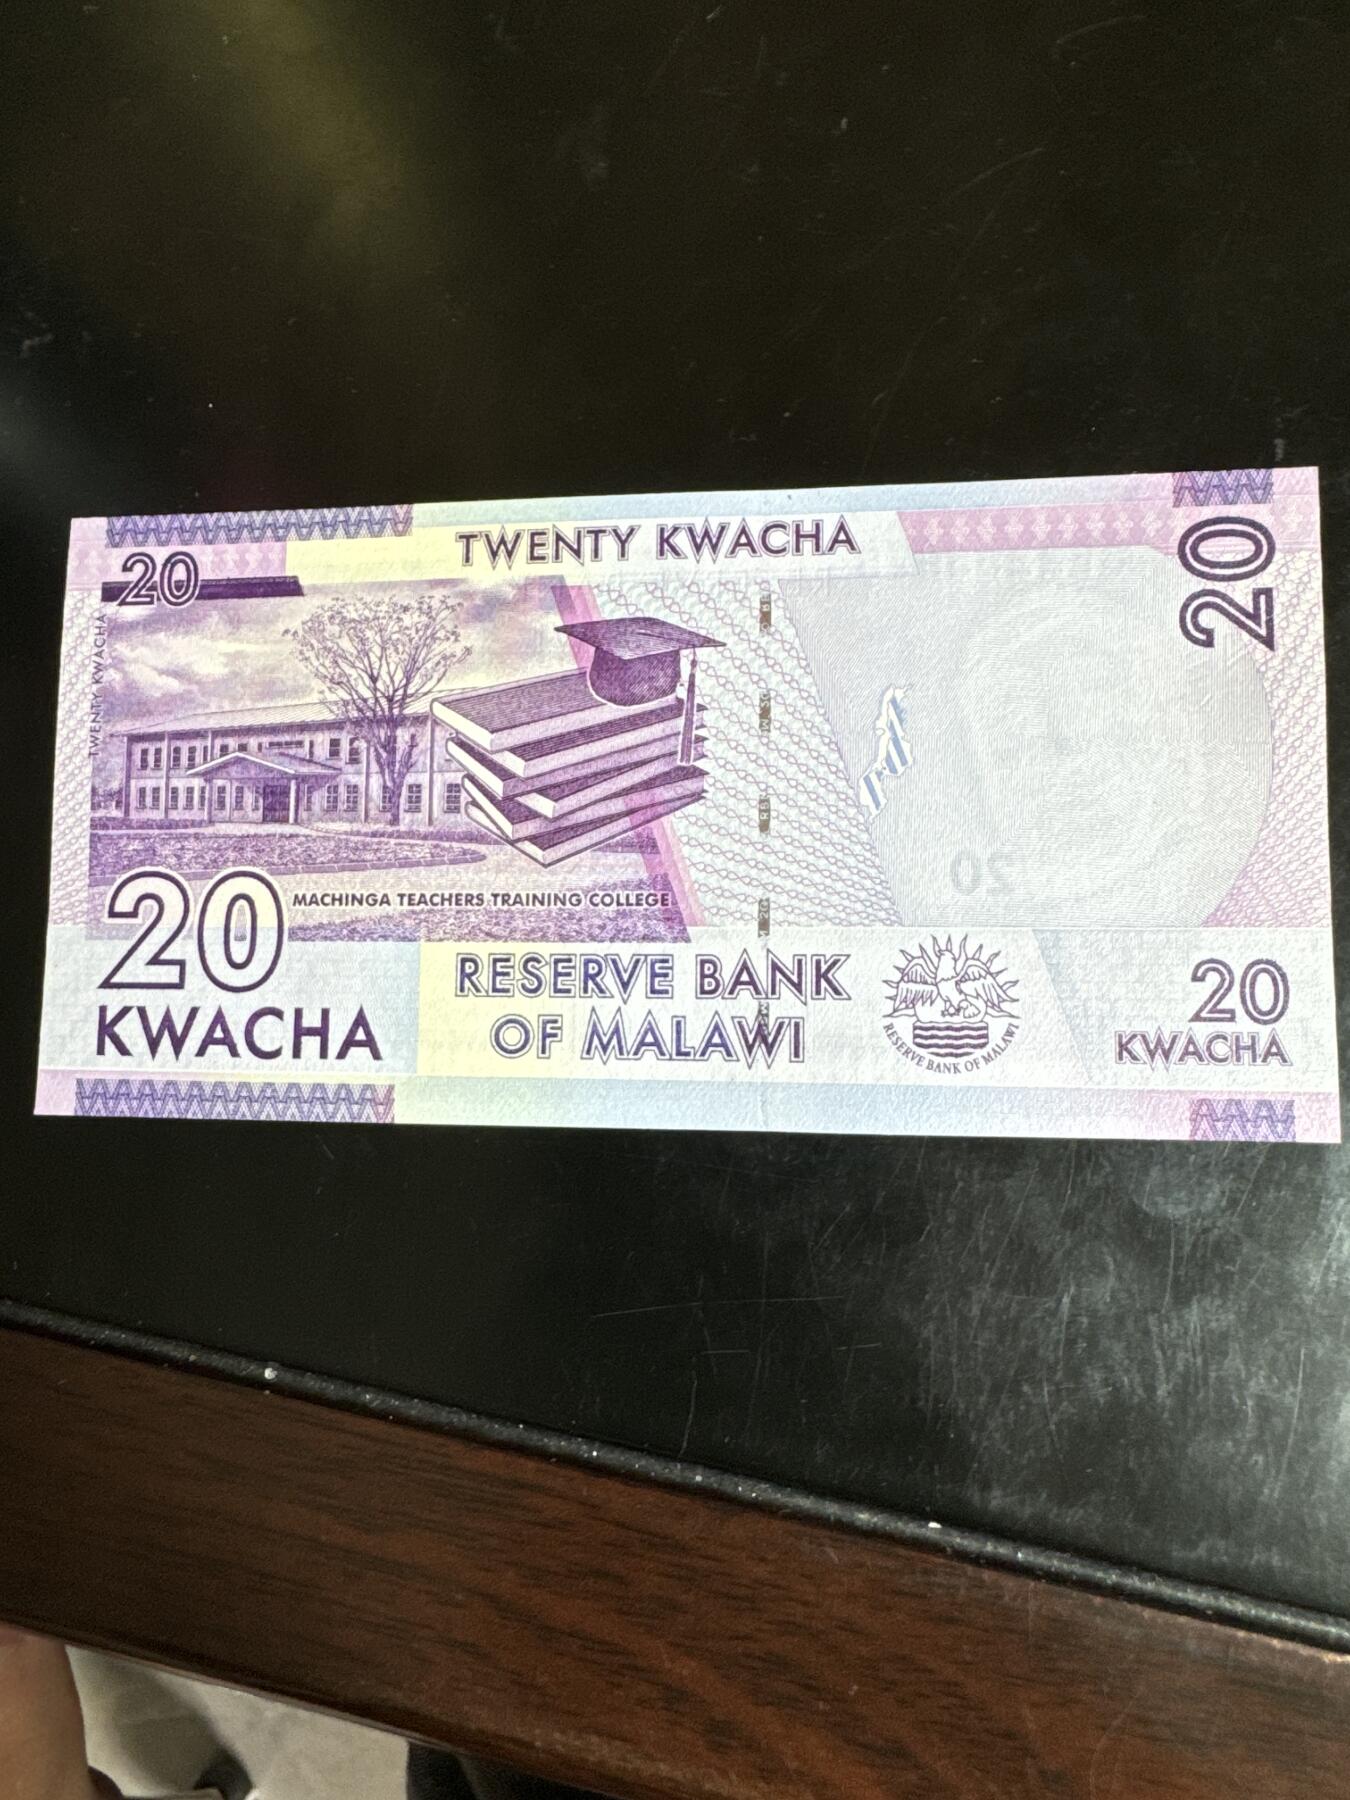 TWENTY KWACHA
20
20
TWENTY KWACHA
20
MACHINGA TEACHERS TRAINING COLLEGE
KWACHA
RESERVE BANK
OF MALAWI
RESERVE BANK OF MALAWI
20
20
KWACHA